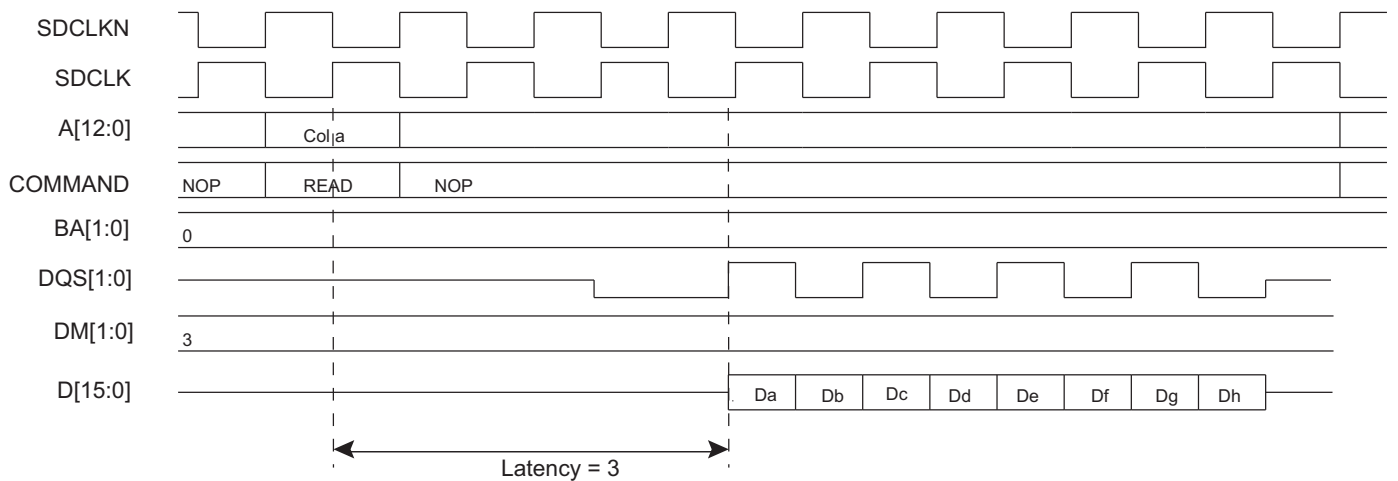 SDCLKN
SDCLK
A[12:0]
Col a
COMMAND
NOP READ NOP
BA[1:0]
0
DQS[1:0]
DM[1:0]
3
D[15:0]
Da Db Dc Dd De Df Dg Dh
Latency = 3